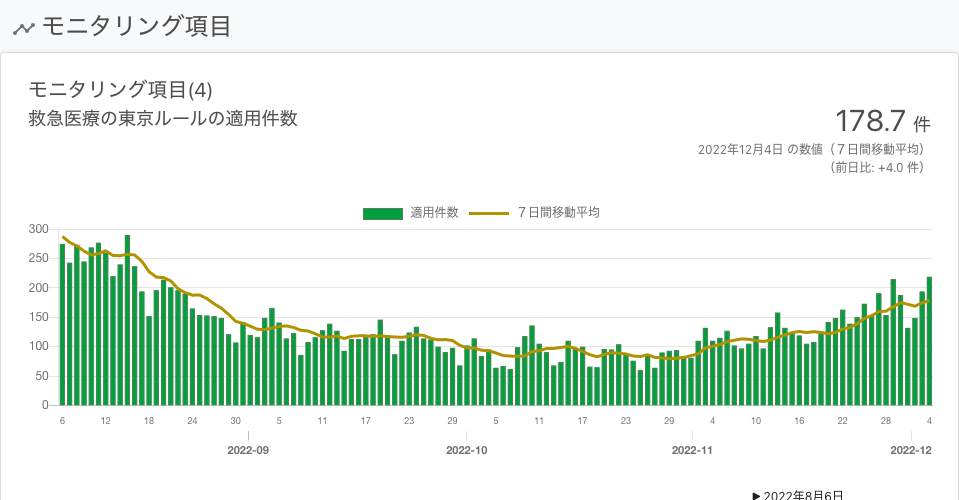 モニタリング項目
モニタリング項目(4)
救急医療の東京ルールの適用件数
178.7 件
2022年12月4日 の数値（７日間移動平均）
（前日比: +4.0 件）
適用件数 ７日間移動平均
300
250
200
150
100
50
0
6 12 18 24 30 5 11 17 23 29 5 11 17 23 29 4 10 16 22 28 4
2022-09 2022-10 2022-11 2022-12
▶ 2022年8月6日